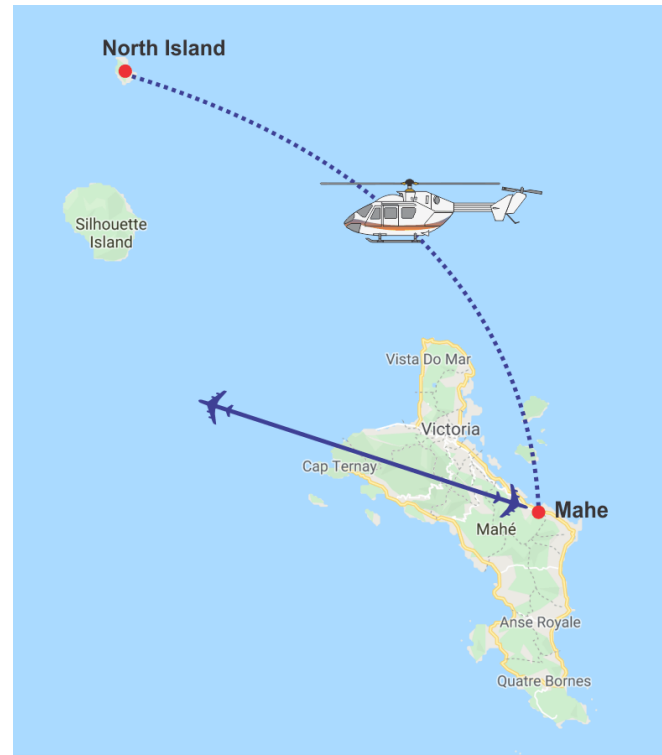 North Island
Silhouette
Island
Vista Do Mar
Victoria
Cap Ternay
Mahe
Mahé
Anse Royale
Quatre Bornes